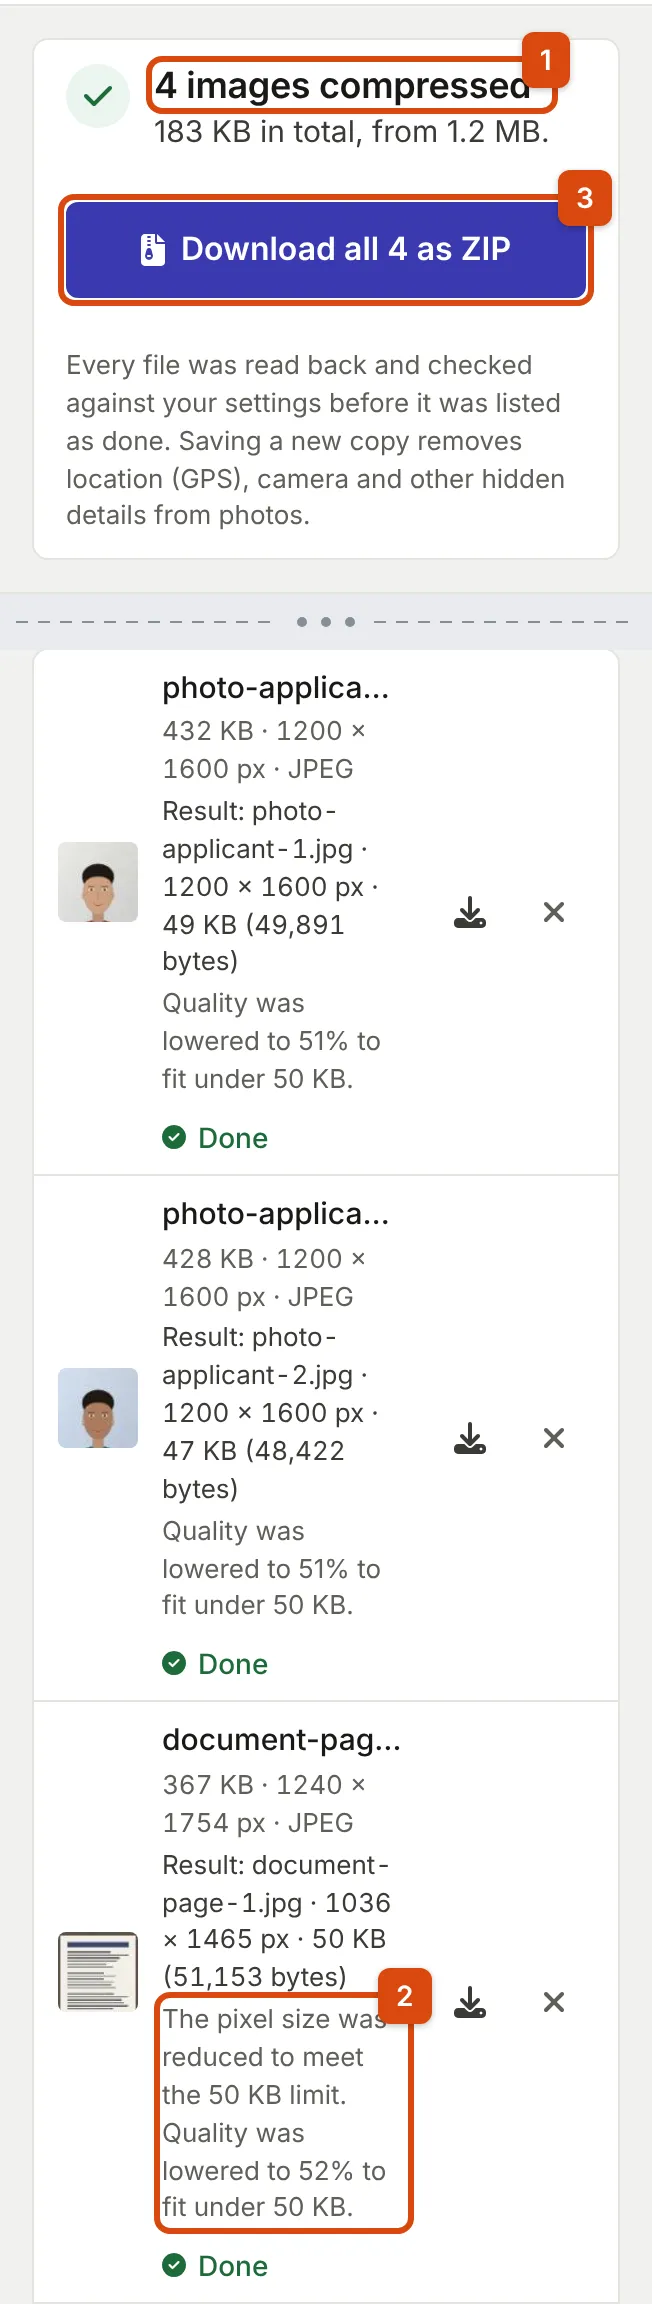 1
4 images compressed
183 KB in total, from 1.2 MB.
3
Download all 4 as ZIP
Every file was read back and checked
against your settings before it was listed
as done. Saving a new copy removes
location (GPS), camera and other hidden
details from photos.
photo-applica...
432 KB · 1200 ×
1600 px · JPEG
Result: photo-
applicant-1.jpg ·
1200 × 1600 px ·
49 KB (49,891
bytes)
Quality was
lowered to 51% to
fit under 50 KB.
Done
photo-applica...
428 KB · 1200 ×
1600 px · JPEG
Result: photo-
applicant-2.jpg ·
1200 × 1600 px ·
47 KB (48,422
bytes)
Quality was
lowered to 51% to
fit under 50 KB.
Done
document-pag...
367 KB · 1240 ×
1754 px · JPEG
Result: document-
page-1.jpg · 1036
× 1465 px · 50 KB
(51,153 bytes)
2
The pixel size was
reduced to meet
the 50 KB limit.
Quality was
lowered to 52% to
fit under 50 KB.
Done